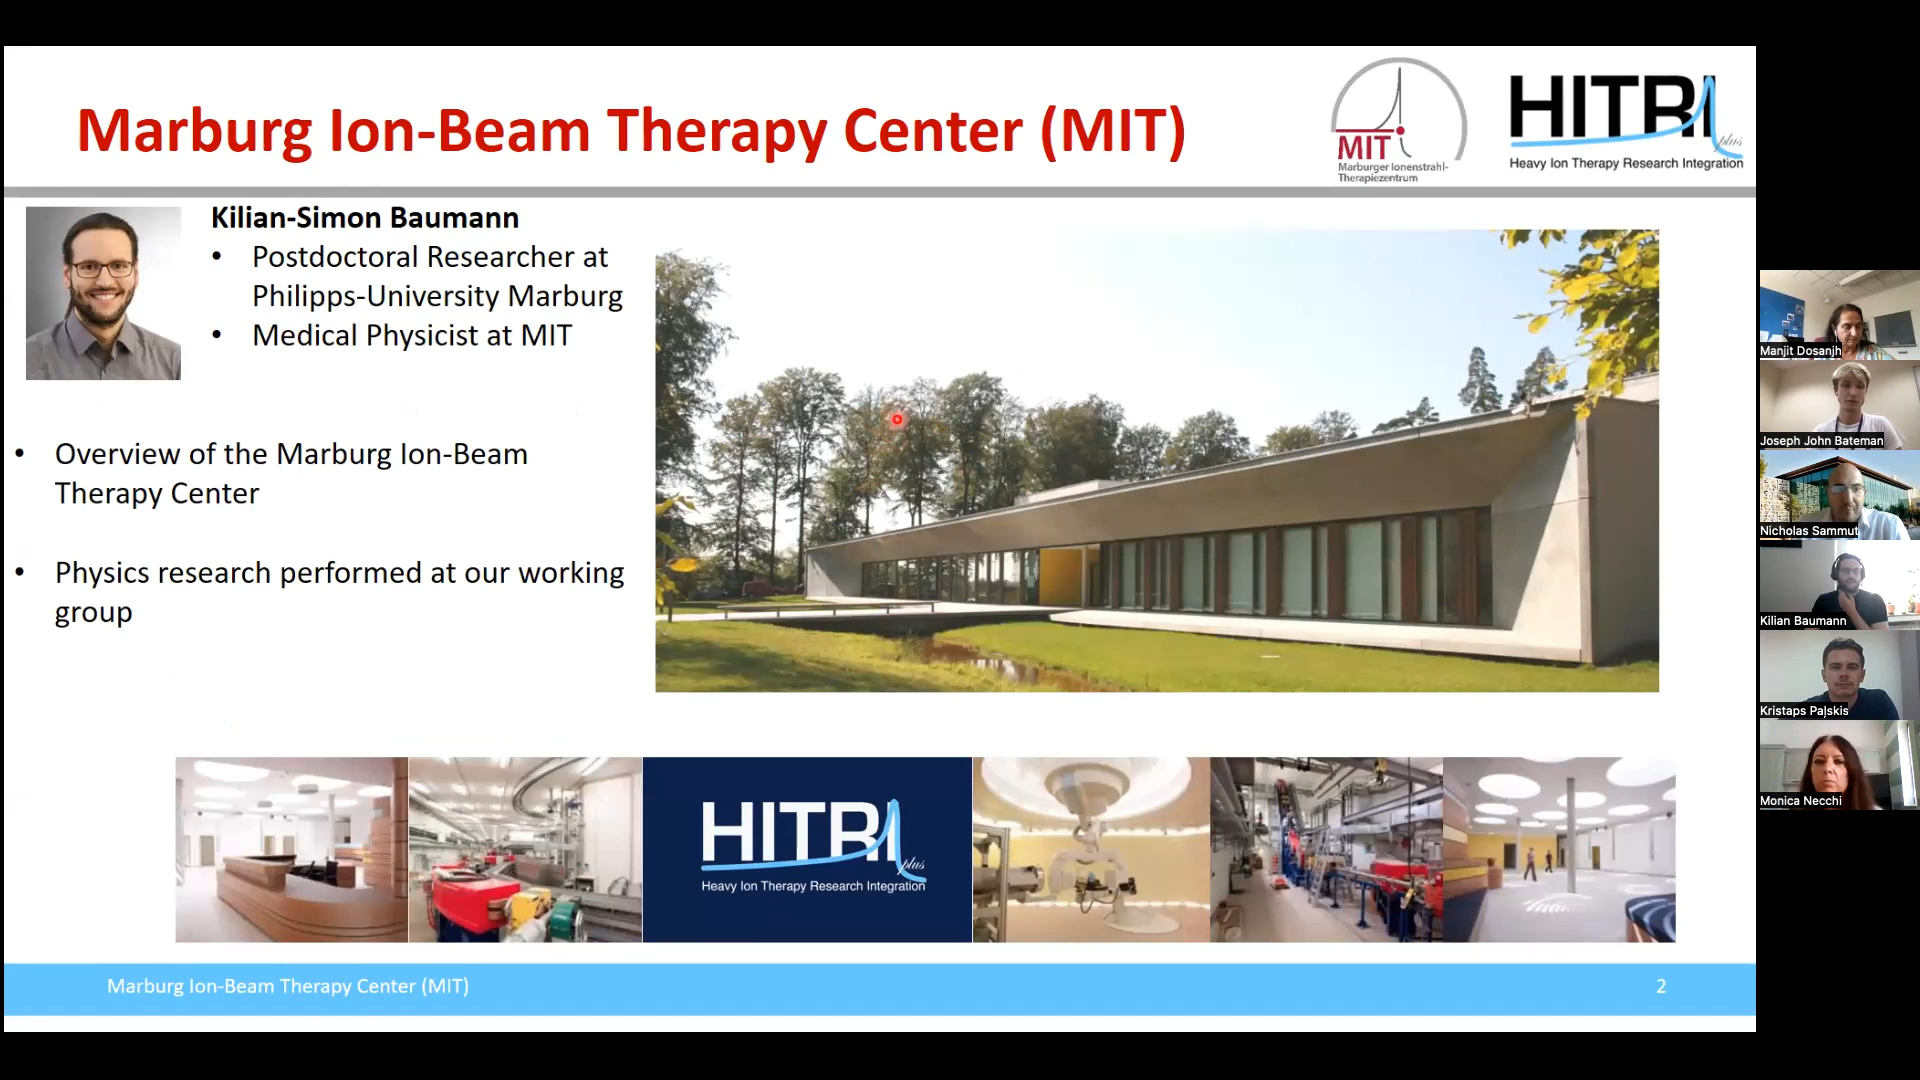 Marburg Ion-Beam Therapy Center (MIT)
MIT
Marburger Ionenstrahl-
Therapiezentrum
HITRI
plus
Heavy Ion Therapy Research Integration
Kilian-Simon Baumann
• Postdoctoral Researcher at
Philipps-University Marburg
• Medical Physicist at MIT
• Overview of the Marburg Ion-Beam
Therapy Center
• Physics research performed at our working
group
HITRI
plus
Heavy Ion Therapy Research Integration
Marburg Ion-Beam Therapy Center (MIT)
2
Manjit Dosanjh
Joseph John Bateman
Nicholas Sammut
Kilian Baumann
Kristaps Paļskis
Monica Necchi